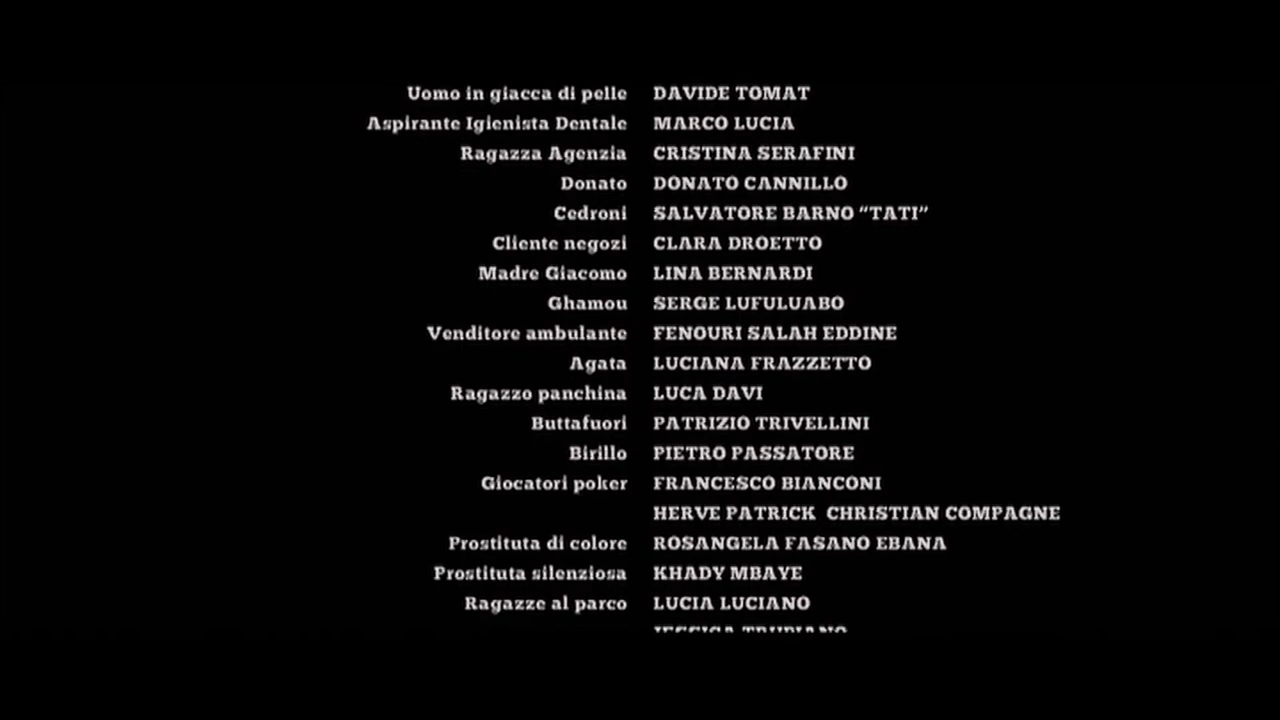 Uomo in giacca di pelle DAVIDE TOMAT
Aspirante Igienista Dentale MARCO LUCIA
Ragazza Agenzia CRISTINA SERAFINI
Donato DONATO CANNILLO
Cedroni SALVATORE BARNO “TATI”
Cliente negozi CLARA DROETTO
Madre Giacomo LINA BERNARDI
Ghamou SERGE LUFULUABO
Venditore ambulante FENOURI SALAH EDDINE
Agata LUCIANA FRAZZETTO
Ragazzo panchina LUCA DAVI
Buttafuori PATRIZIO TRIVELLINI
Birillo PIETRO PASSATORE
Giocatori poker FRANCESCO BIANCONI
HERVE PATRICK CHRISTIAN COMPAGNE
Prostituta di colore ROSANGELA FASANO EBANA
Prostituta silenziosa KHADY MBAYE
Ragazze al parco LUCIA LUCIANO